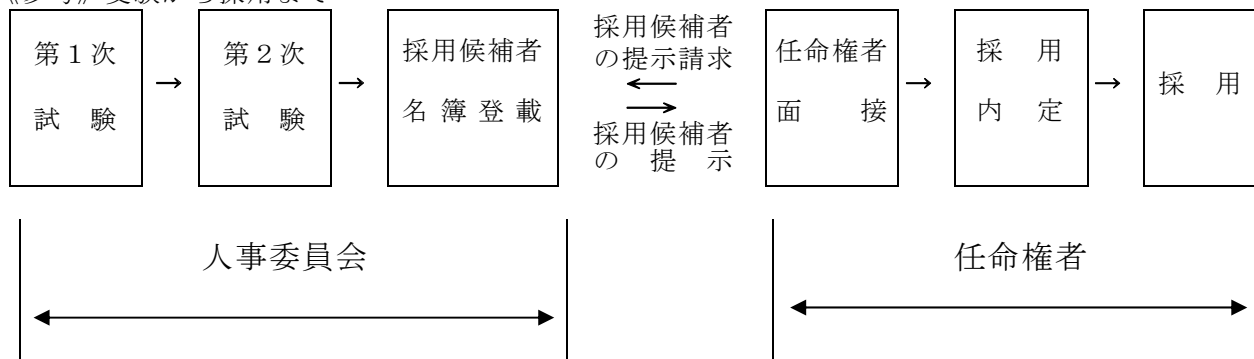 《参考》 受験から採用まで
第１次
試　験
→
第２次
試　験
→
採用候補者
名 簿 登 載
採用候補者
の提示請求
←
→
採用候補者
の　提　示
任命権者
面　　接
→
採　用
内　定
→
採　用
人事委員会
任命権者